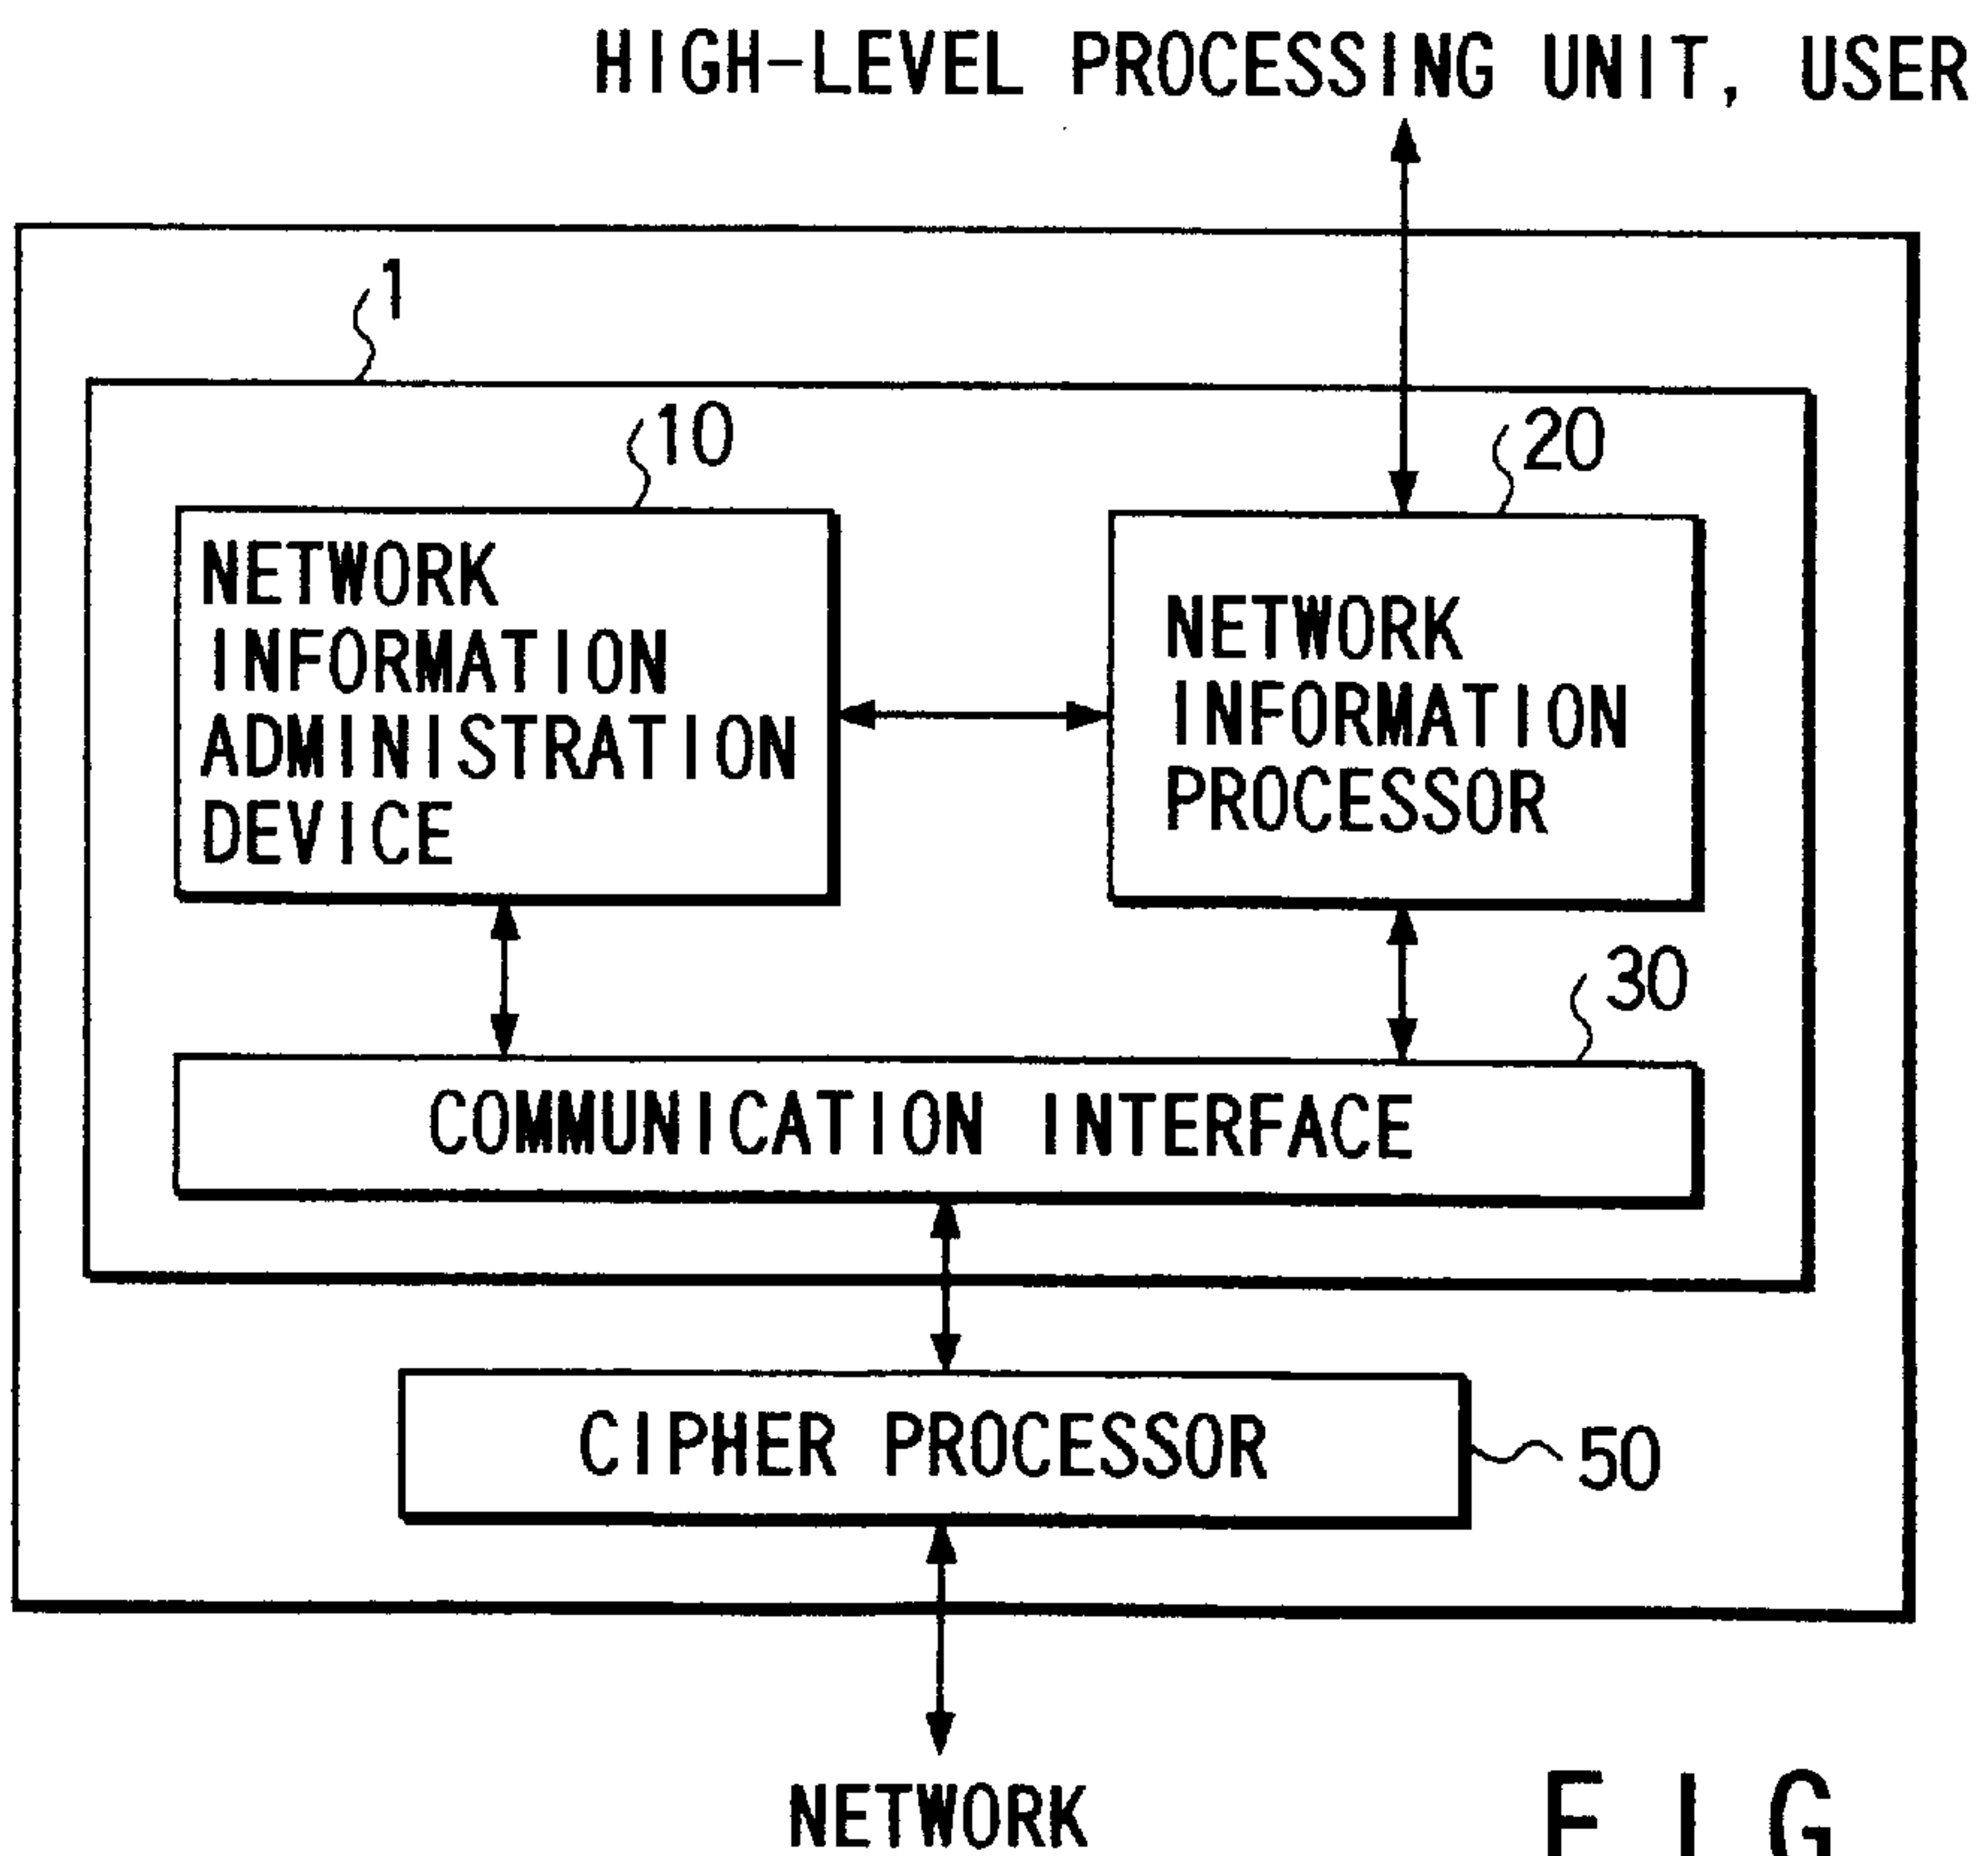 HIGH-LEVEL PROCESSING UNIT, USER
1
10
20
NETWORK
INFORMATION
ADMINISTRATION
DEVICE
NETWORK
INFORMATION
PROCESSOR
30
COMMUNICATION INTERFACE
CIPHER PROCESSOR
50
NETWORK
FIG